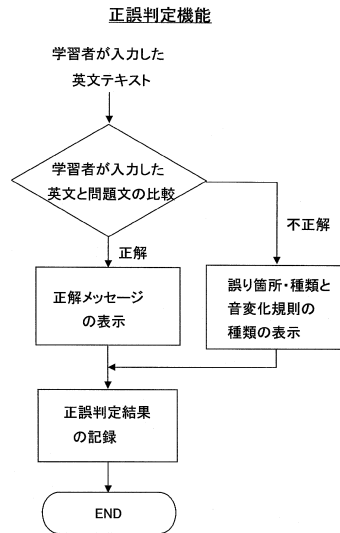 正誤判定機能
学習者が入力した
英文テキスト
学習者が入力した
英文と問題文の比較
正解
不正解
正解メッセージ
の表示
誤り箇所・種類と
音変化規則の
種類の表示
正誤判定結果
の記録
END